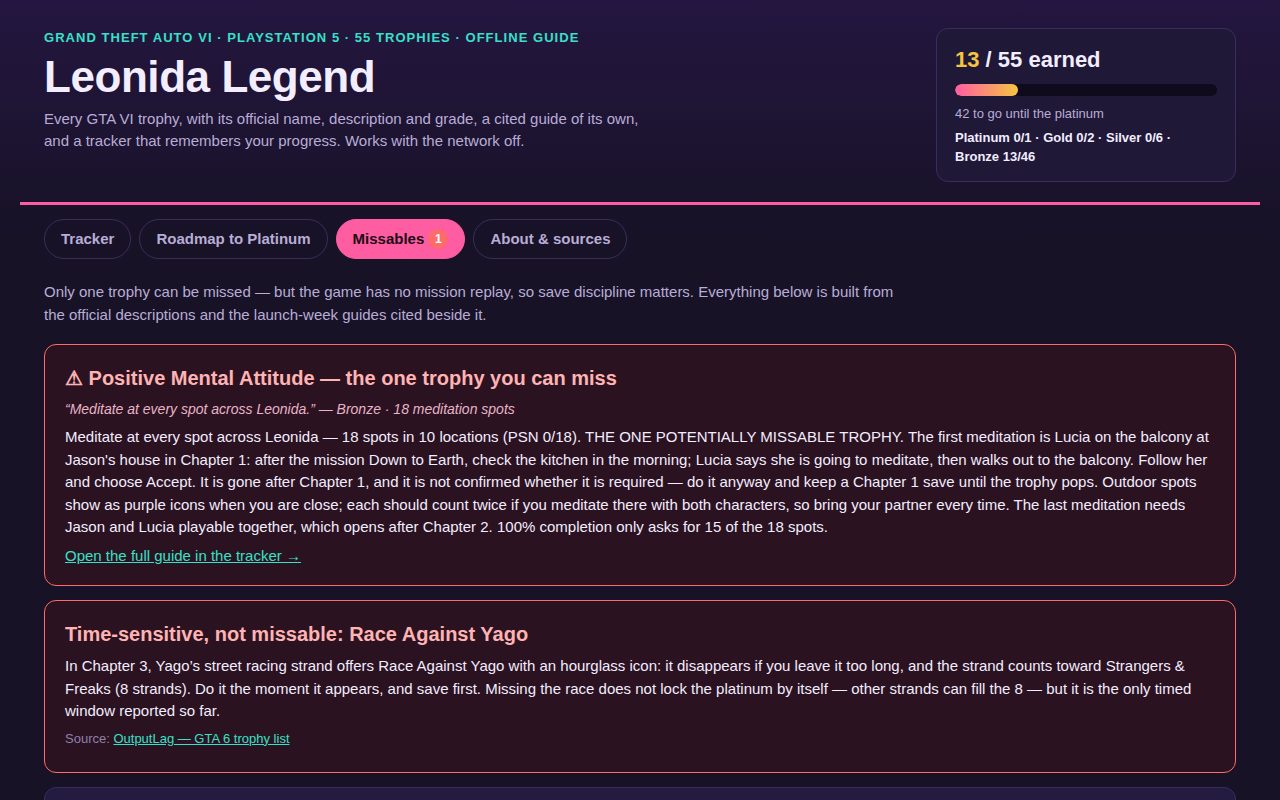 GRAND THEFT AUTO VI · PLAYSTATION 5 · 55 TROPHIES · OFFLINE GUIDE
Leonida Legend
Every GTA VI trophy, with its official name, description and grade, a cited guide of its own,
and a tracker that remembers your progress. Works with the network off.
13 / 55 earned
42 to go until the platinum
Platinum 0/1 · Gold 0/2 · Silver 0/6 ·
Bronze 13/46
Tracker
Roadmap to Platinum
Missables 1
About & sources
Only one trophy can be missed — but the game has no mission replay, so save discipline matters. Everything below is built from
the official descriptions and the launch-week guides cited beside it.
⚠ Positive Mental Attitude — the one trophy you can miss
“Meditate at every spot across Leonida.” — Bronze · 18 meditation spots
Meditate at every spot across Leonida — 18 spots in 10 locations (PSN 0/18). THE ONE POTENTIALLY MISSABLE TROPHY. The first meditation is Lucia on the balcony at
Jason's house in Chapter 1: after the mission Down to Earth, check the kitchen in the morning; Lucia says she is going to meditate, then walks out to the balcony. Follow her
and choose Accept. It is gone after Chapter 1, and it is not confirmed whether it is required — do it anyway and keep a Chapter 1 save until the trophy pops. Outdoor spots
show as purple icons when you are close; each should count twice if you meditate there with both characters, so bring your partner every time. The last meditation needs
Jason and Lucia playable together, which opens after Chapter 2. 100% completion only asks for 15 of the 18 spots.
Open the full guide in the tracker →
Time-sensitive, not missable: Race Against Yago
In Chapter 3, Yago's street racing strand offers Race Against Yago with an hourglass icon: it disappears if you leave it too long, and the strand counts toward Strangers &
Freaks (8 strands). Do it the moment it appears, and save first. Missing the race does not lock the platinum by itself — other strands can fill the 8 — but it is the only timed
window reported so far.
Source: OutputLag — GTA 6 trophy list